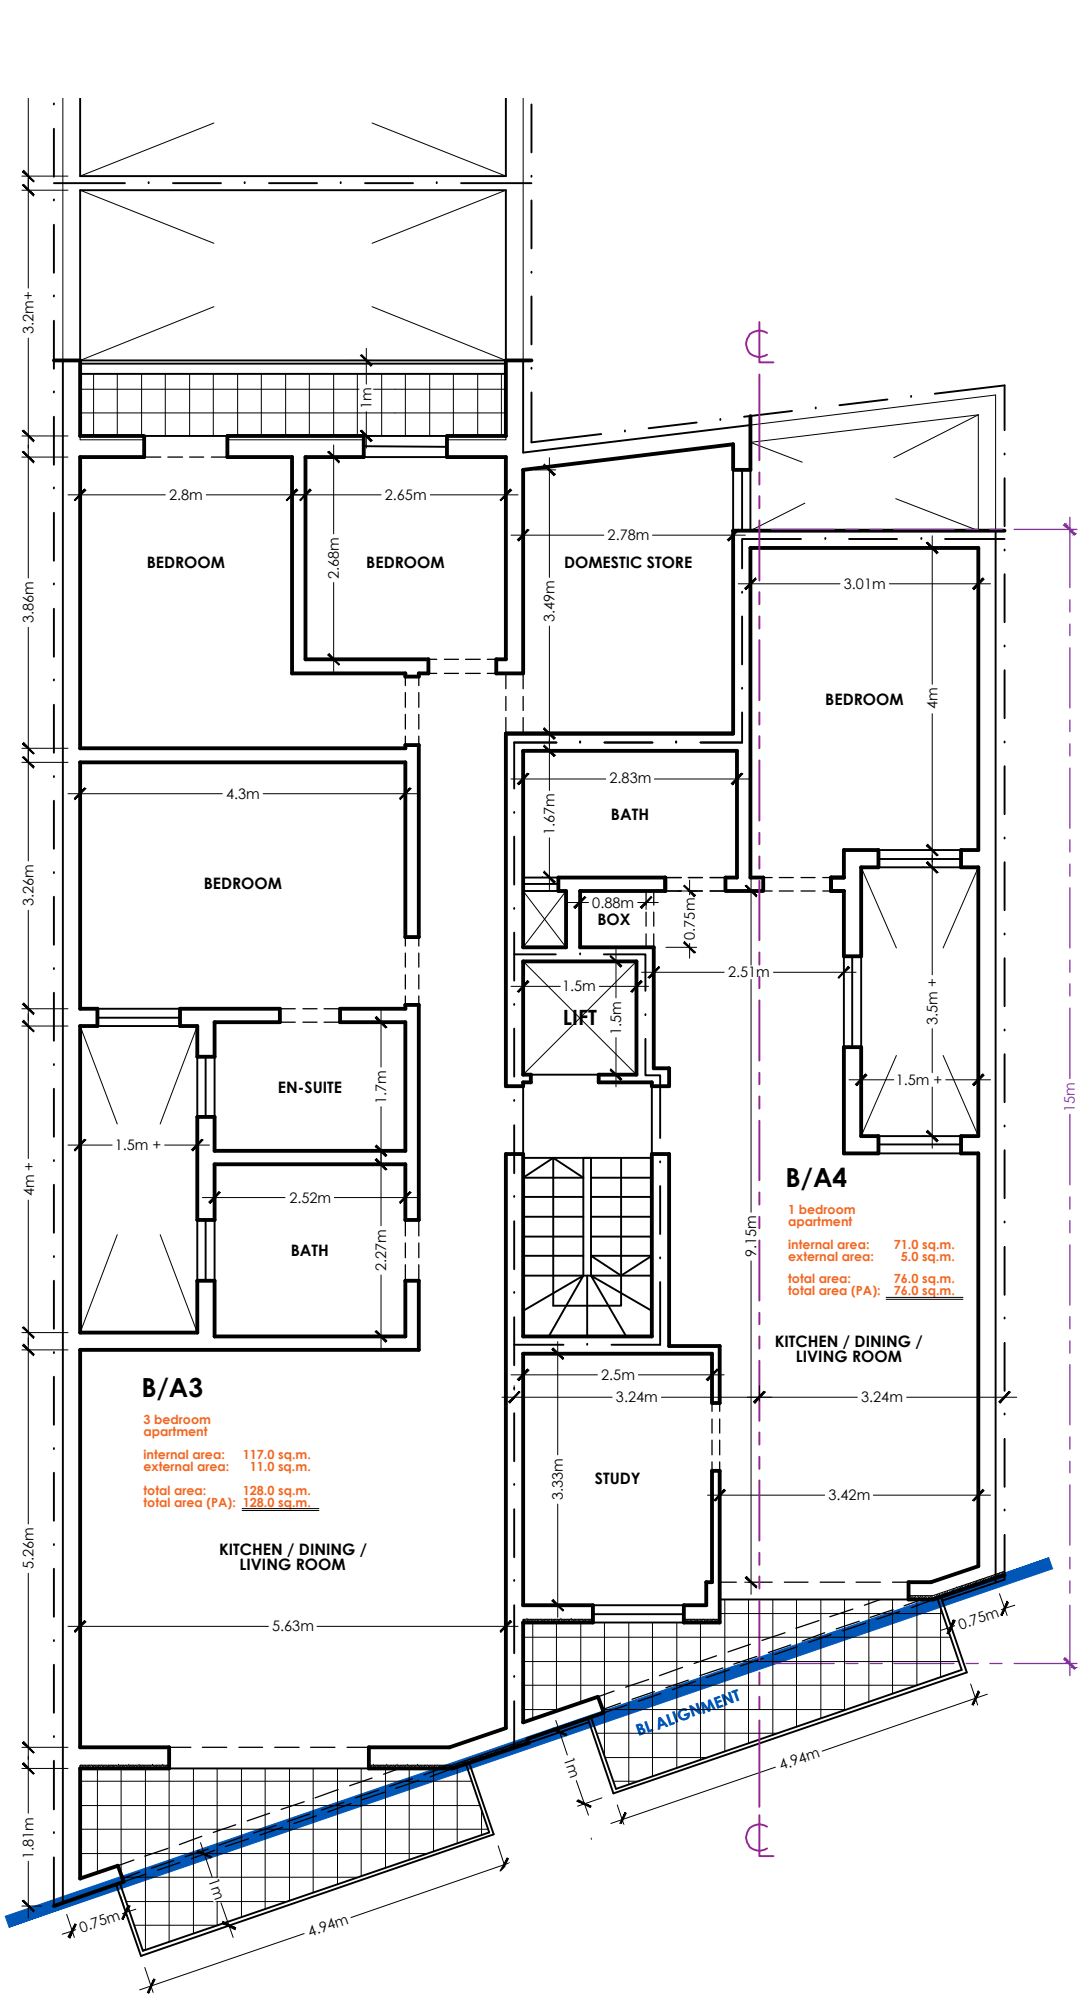 3.2m+
1m
2.8m
2.65m
2.68m
BEDROOM
BEDROOM
3.86m
2.78m
DOMESTIC STORE
3.49m
3.01m
BEDROOM
4m
15m
4.3m
BEDROOM
3.26m
2.83m
BATH
1.67m
0.88m
BOX
0.75m
2.51m
1.5m
LIFT
1.5m
3.5m +
1.5m +
EN-SUITE
1.7m
1.5m +
4m +
2.52m
BATH
2.27m
B/A4
1 bedroom
apartment
internal area: 71.0 sq.m.
external area: 5.0 sq.m.
total area: 76.0 sq.m.
total area (PA): 76.0 sq.m.
9.15m
KITCHEN / DINING /
LIVING ROOM
B/A3
3 bedroom
apartment
internal area: 117.0 sq.m.
external area: 11.0 sq.m.
total area: 128.0 sq.m.
total area (PA): 128.0 sq.m.
2.5m
3.24m
3.24m
3.33m
STUDY
3.42m
5.26m
KITCHEN / DINING /
LIVING ROOM
5.63m
0.75m
BL ALIGNMENT
1m
4.94m
1.81m
1m
0.75m
4.94m